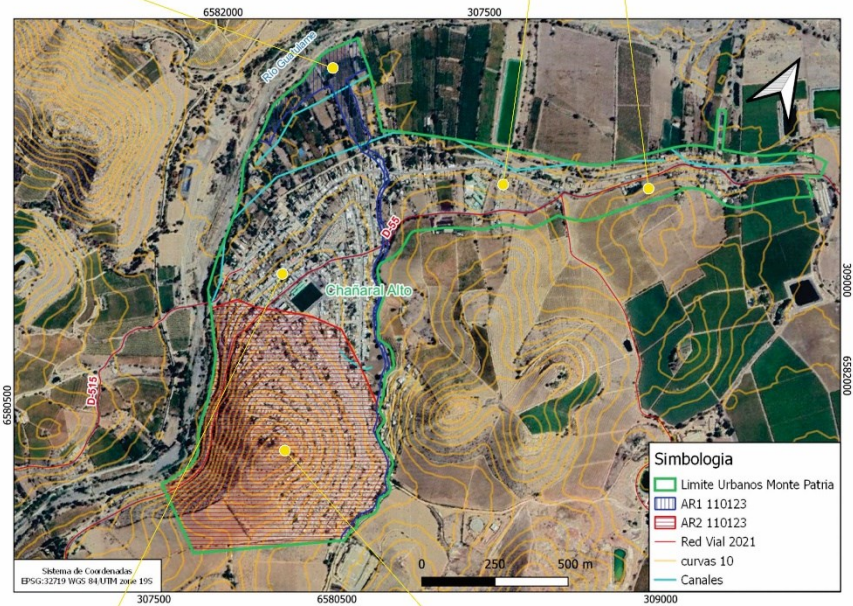 6582000
307500
Río Guatulame
D-55
Chañaral Alto
309000
6582000
D-515
6580500
Simbologia
Limite Urbanos Monte Patria
AR1 110123
AR2 110123
Red Vial 2021
curvas 10
Canales
Sistema de Coordenadas
EPSG:32719 WGS 84/UTM zone 19S
0 250 500 m
307500
6580500
309000